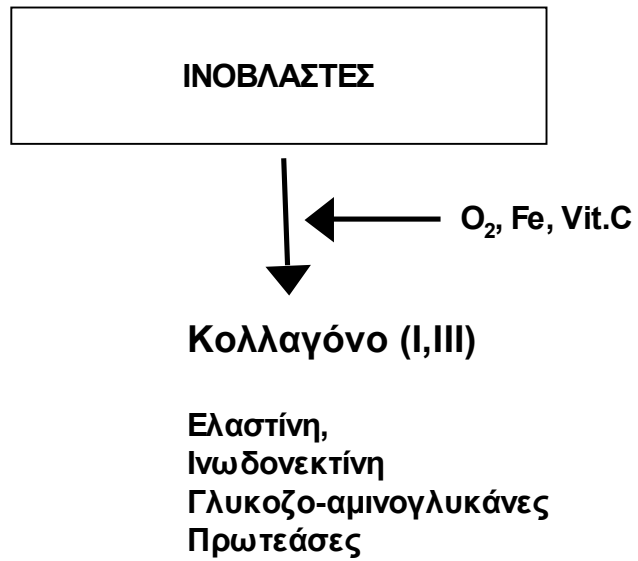 ΙΝΟΒΛΑΣΤΕΣ
O₂, Fe, Vit.C
Κολλαγόνο (I,III)
Ελαστίνη,
Ινωδονεκτίνη
Γλυκοζο-αμινογλυκάνες
Πρωτεάσες